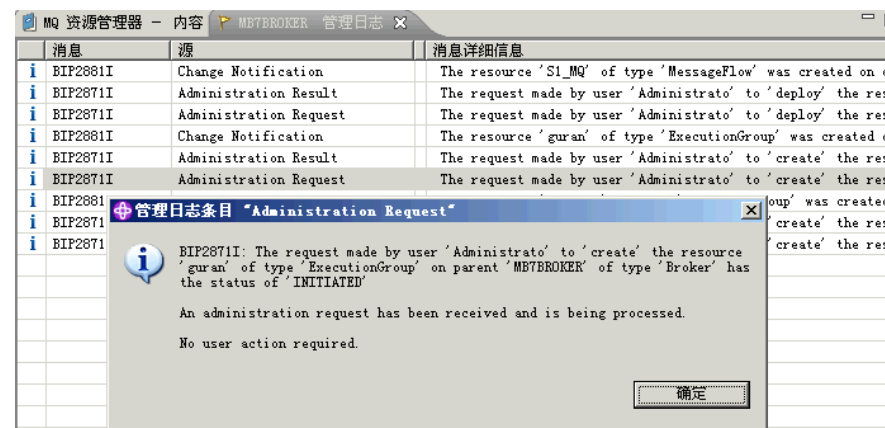 MQ 资源管理器 - 内容 MB7BROKER 管理日志
消息 源 消息详细信息
BIP2881I Change Notification The resource 'S1_MQ' of type 'MessageFlow' was created on
BIP2871I Administration Result The request made by user 'Administrato' to 'deploy' the res
BIP2871I Administration Request The request made by user 'Administrato' to 'deploy' the res
BIP2881I Change Notification The resource 'guran' of type 'ExecutionGroup' was created
BIP2871I Administration Result The request made by user 'Administrato' to 'create' the res
BIP2871I Administration Request The request made by user 'Administrato' to 'create' the res
BIP2881 oup' was created
BIP2871 'create' the res
BIP2871 'create' the res
管理日志条目 "Administration Request"
BIP2871I: The request made by user 'Administrato' to 'create' the resource
'guran' of type 'ExecutionGroup' on parent 'MB7BROKER' of type 'Broker' has
the status of 'INITIATED'
An administration request has been received and is being processed.
No user action required.
确定